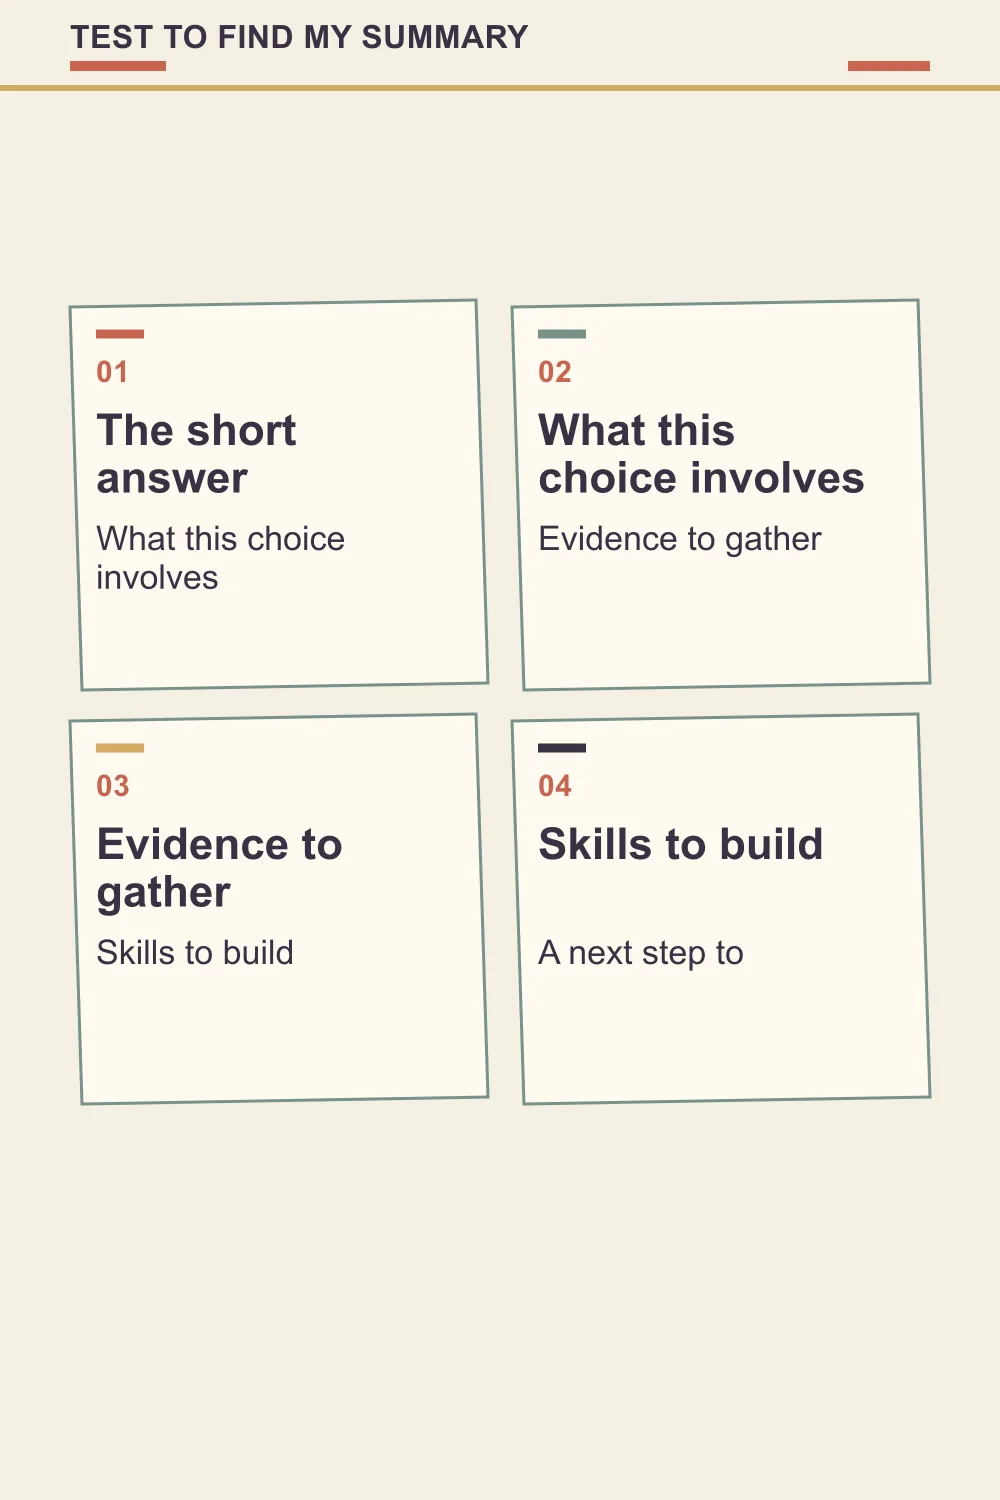 TEST TO FIND MY SUMMARY
01
The short
answer
What this choice
involves
02
What this
choice involves
Evidence to gather
03
Evidence to
gather
Skills to build
04
Skills to build
A next step to